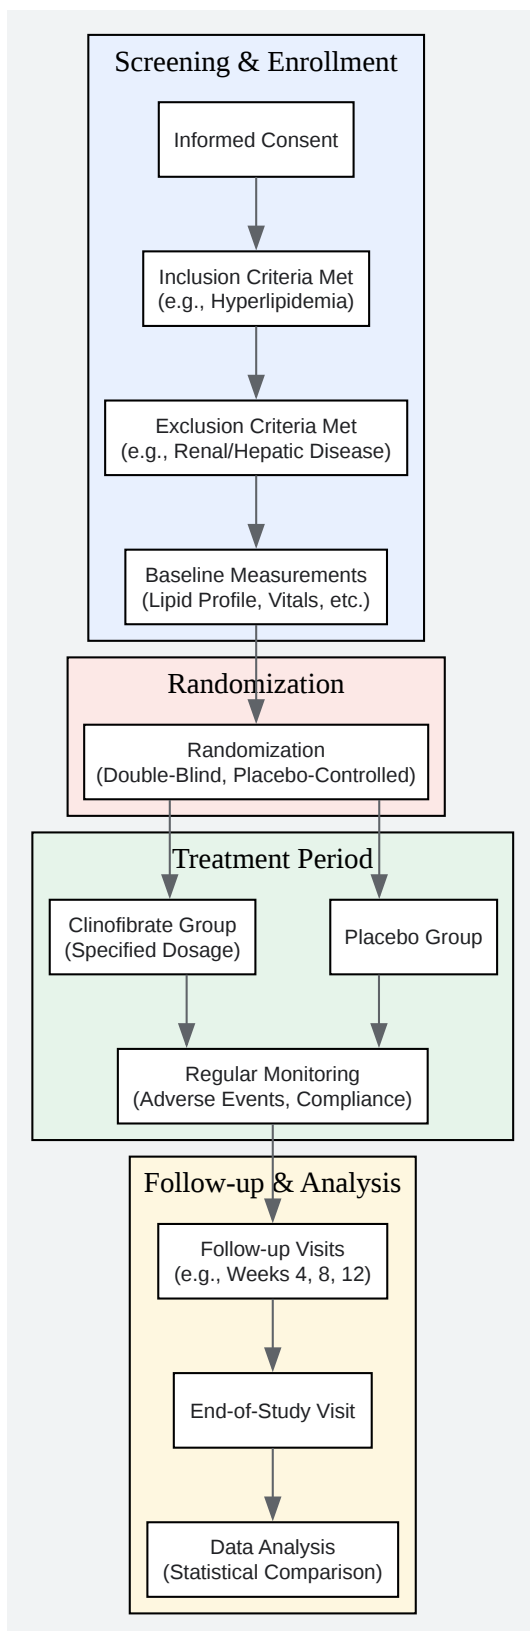 Screening & Enrollment
Informed Consent
Inclusion Criteria Met
(e.g., Hyperlipidemia)
Exclusion Criteria Met
(e.g., Renal/Hepatic Disease)
Baseline Measurements
(Lipid Profile, Vitals, etc.)
Randomization
Randomization
(Double-Blind, Placebo-Controlled)
Treatment Period
Clinofibrate Group
(Specified Dosage)
Placebo Group
Regular Monitoring
(Adverse Events, Compliance)
Follow-up & Analysis
Follow-up Visits
(e.g., Weeks 4, 8, 12)
End-of-Study Visit
Data Analysis
(Statistical Comparison)